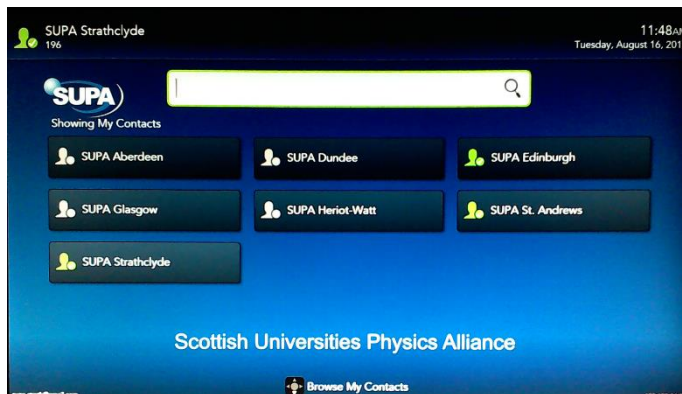 SUPA Strathclyde
196
11:48AM
Tuesday, August 16, 201
SUPA
Showing My Contacts
SUPA Aberdeen
SUPA Dundee
SUPA Edinburgh
SUPA Glasgow
SUPA Heriot-Watt
SUPA St. Andrews
SUPA Strathclyde
Scottish Universities Physics Alliance
Browse My Contacts